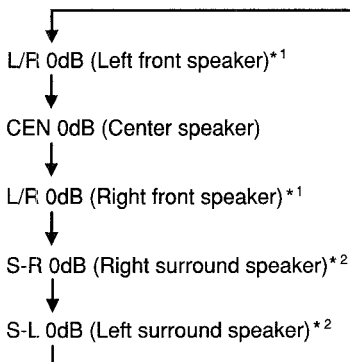 L/R 0dB (Left front speaker)*1
CEN 0dB (Center speaker)
L/R 0dB (Right front speaker)*1
S-R 0dB (Right surround speaker)*2
S-L 0dB (Left surround speaker)*2